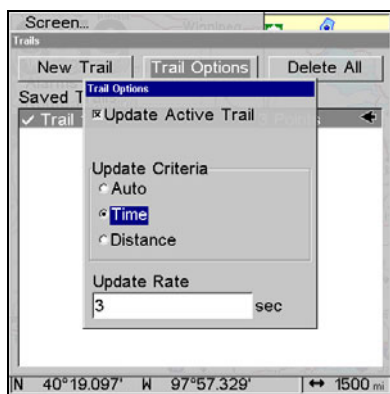 Screen...
Trails
New Trail Trail Options Delete All
Saved T
Trail Options
✓ Trail
Update Active Trail
Update Criteria
Auto
Time
Distance
Update Rate
3 sec
N 40°19.097' W 97°57.329' ↔ 1500 mi